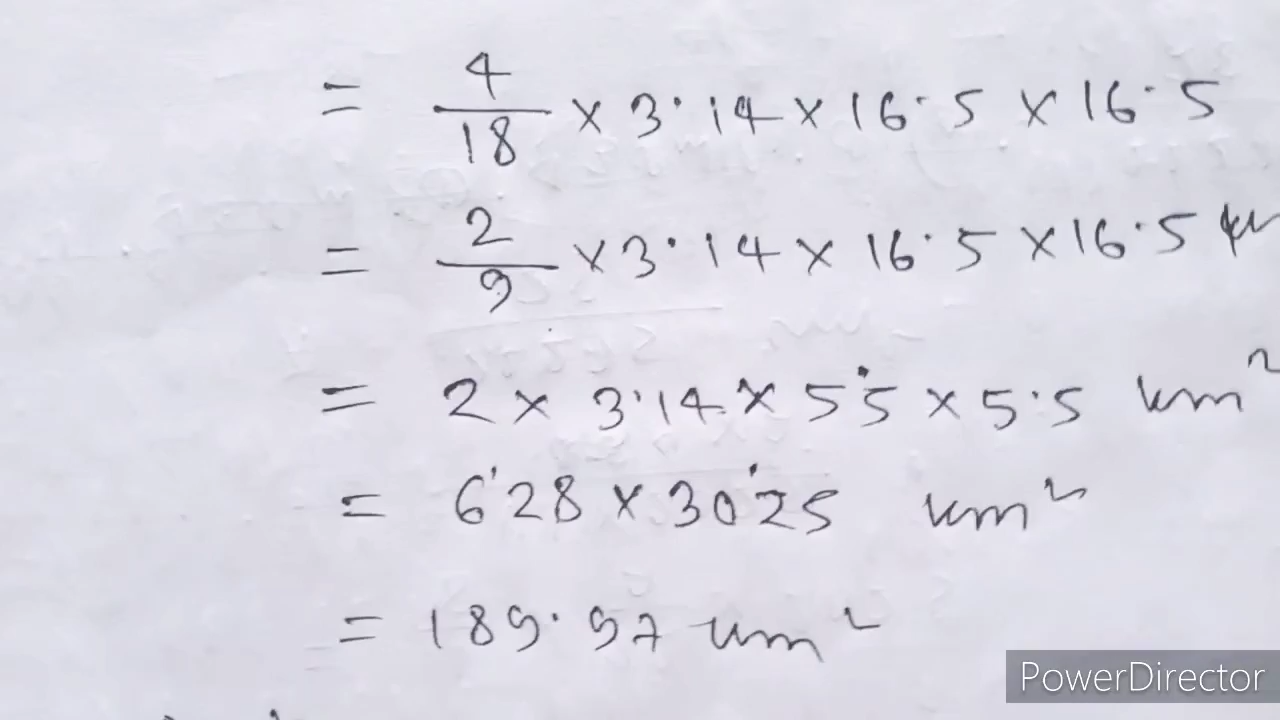 = 4/18 × 3.14 × 16.5 × 16.5
= 2/9 × 3.14 × 16.5 × 16.5
= 2 × 3.14 × 5.5 × 5.5 km²
= 6.28 × 30.25 km²
= 189.97 km²
PowerDirector